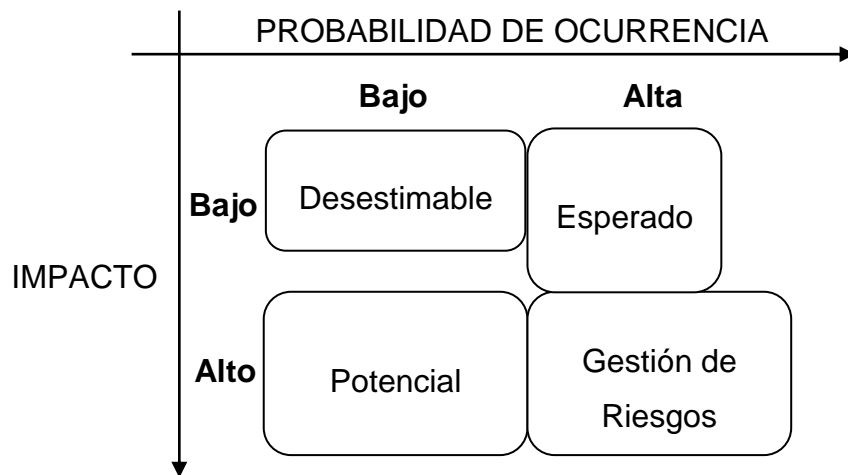 PROBABILIDAD DE OCURRENCIA
Bajo Alta
Bajo Desestimable Esperado
IMPACTO
Alto Potencial Gestión de
Riesgos